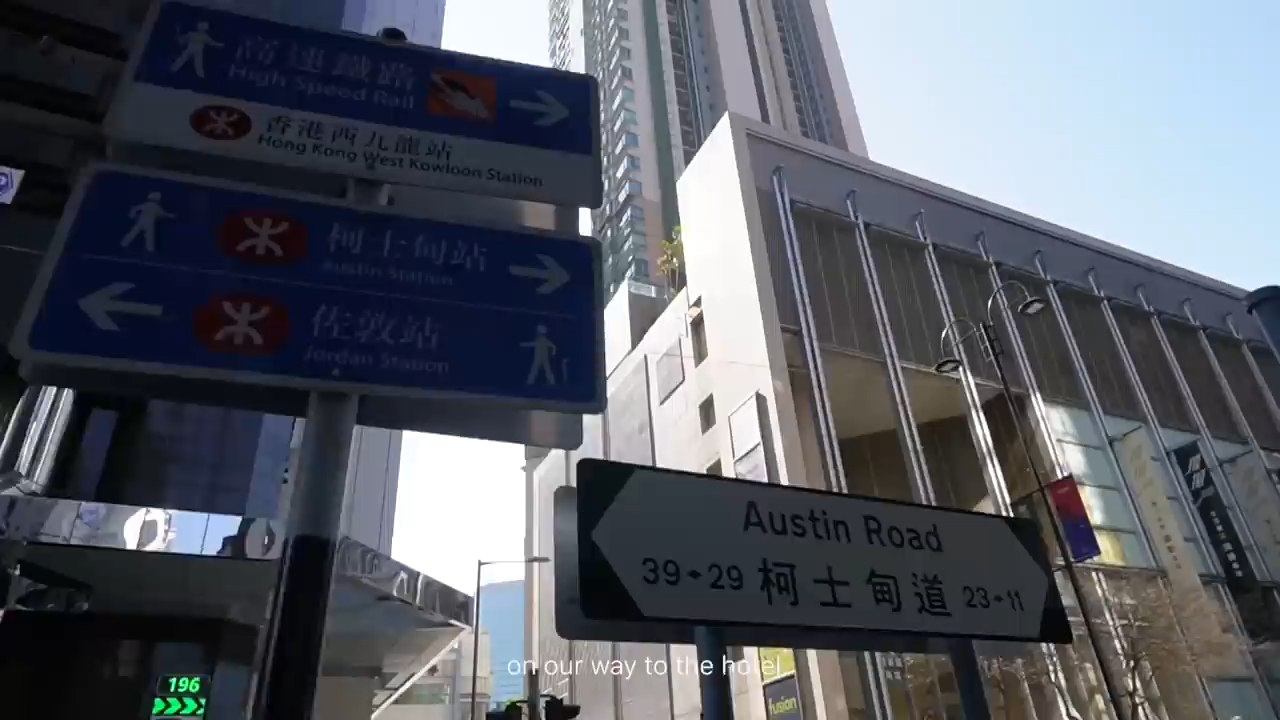 高速鐵路
High Speed Rail
香港西九龍站
Hong Kong West Kowloon Station
柯士甸站
Austin Station
佐敦站
Jordan Station
Austin Road
39 29 柯士甸道 23 11
on our way to the hotel
196
fusion